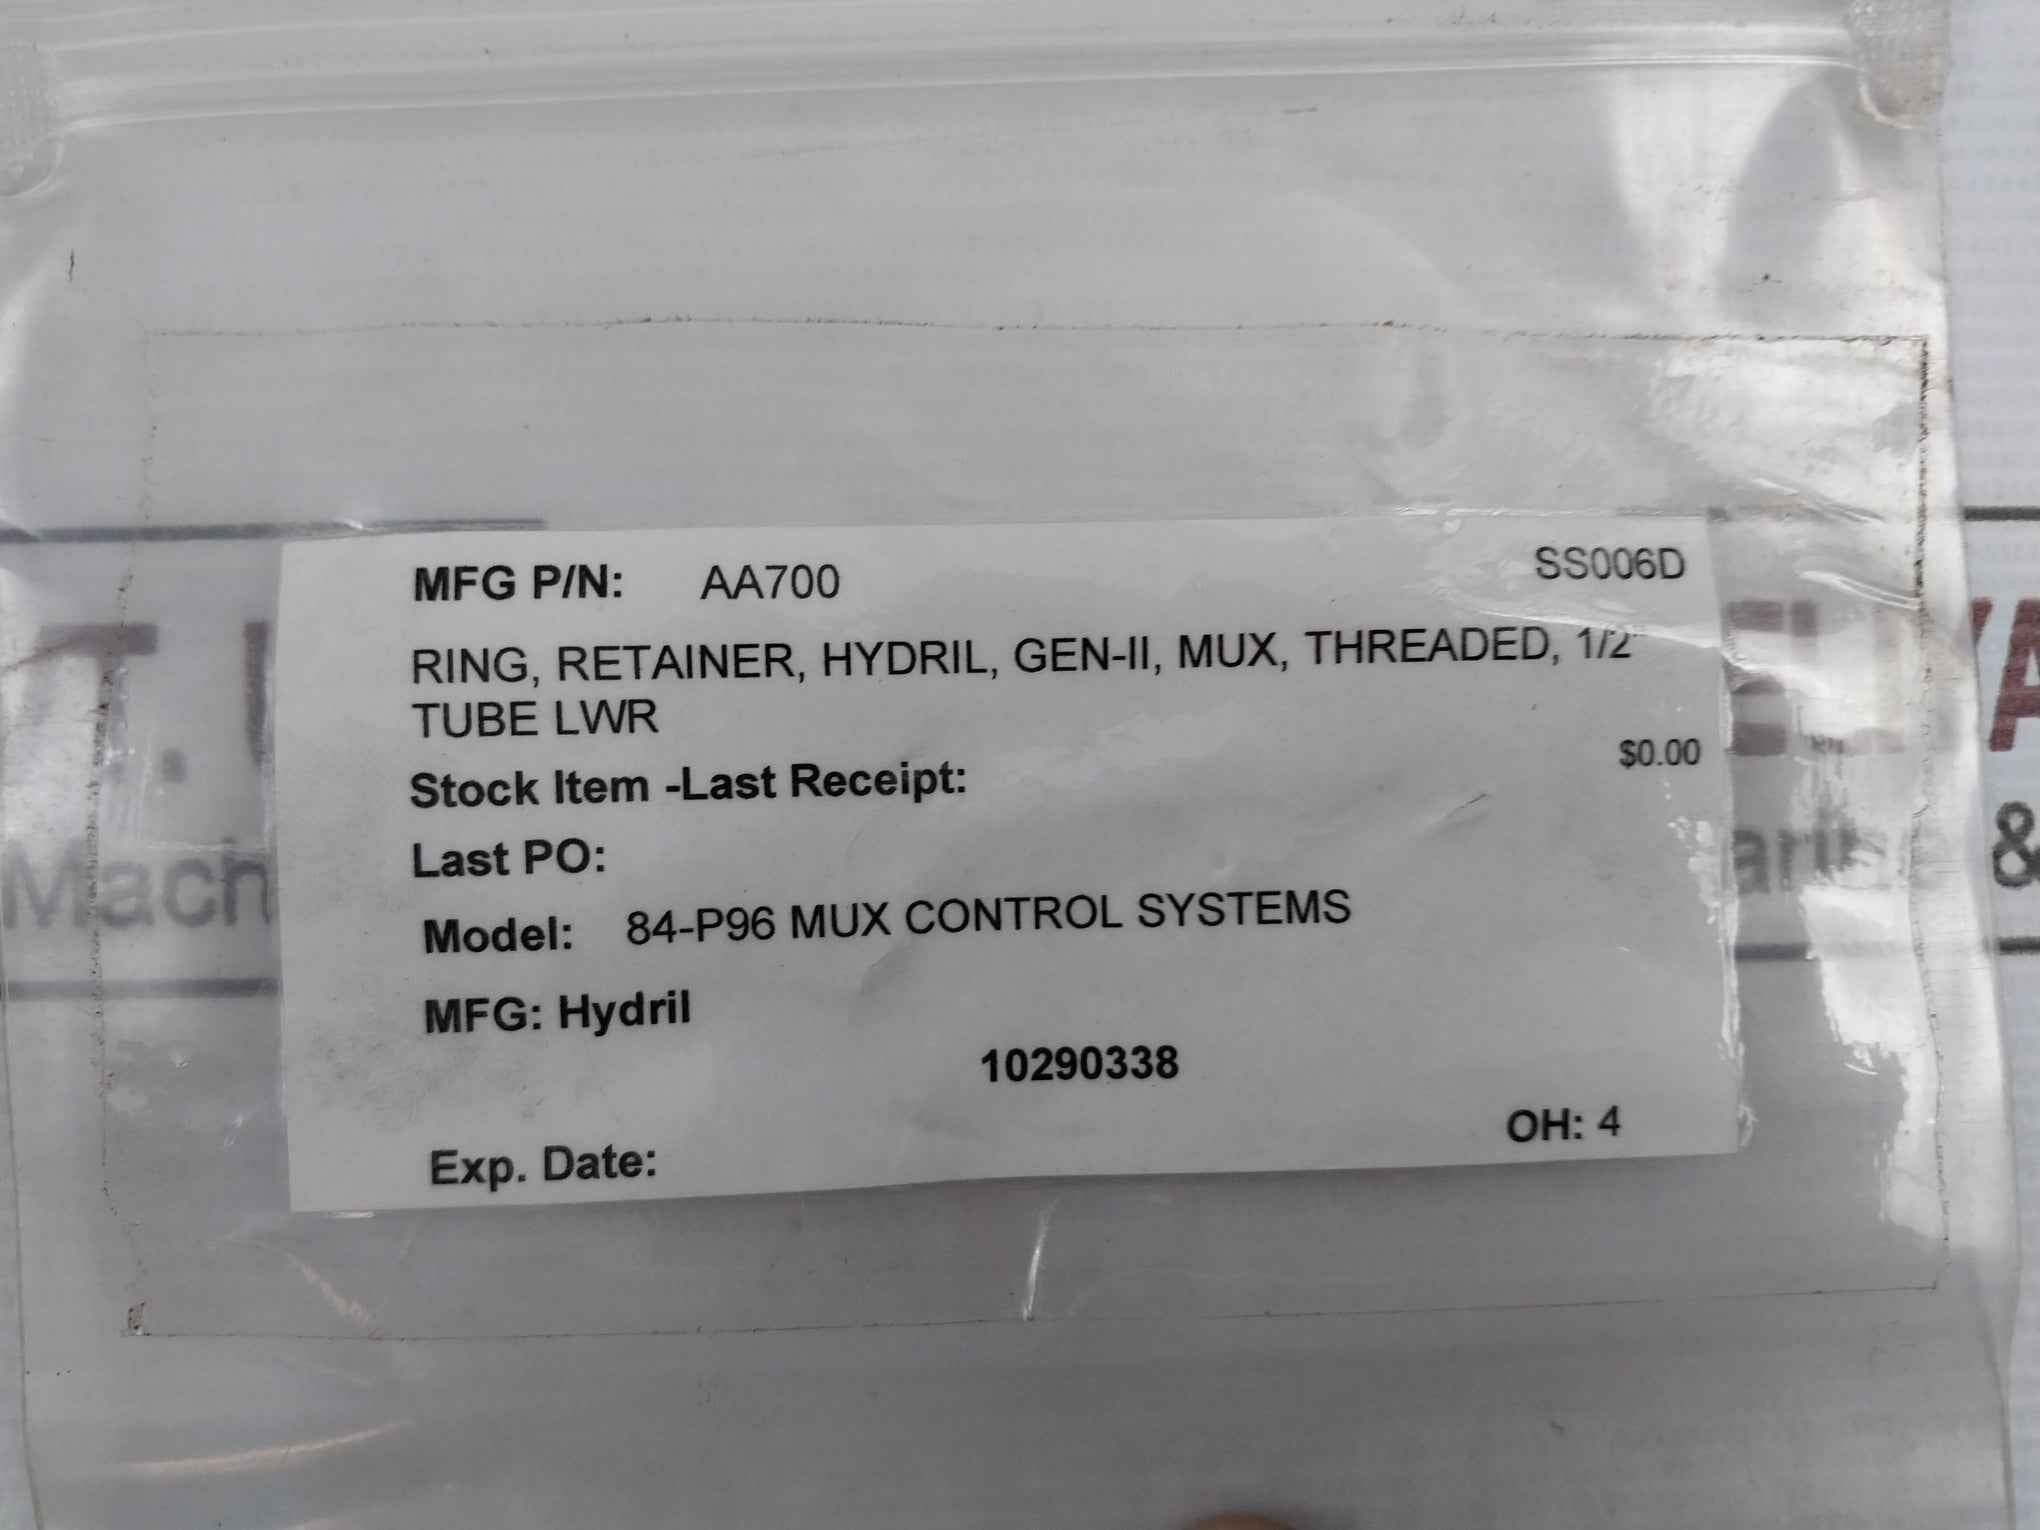 MFG P/N: AA700 SS006D
RING, RETAINER, HYDRIL, GEN-II, MUX, THREADED, 1/2"
TUBE LWR
$0.00
Stock Item -Last Receipt:
Last PO:
Model: 84-P96 MUX CONTROL SYSTEMS
MFG: Hydril
10290338
OH: 4
Exp. Date:
Mach
&